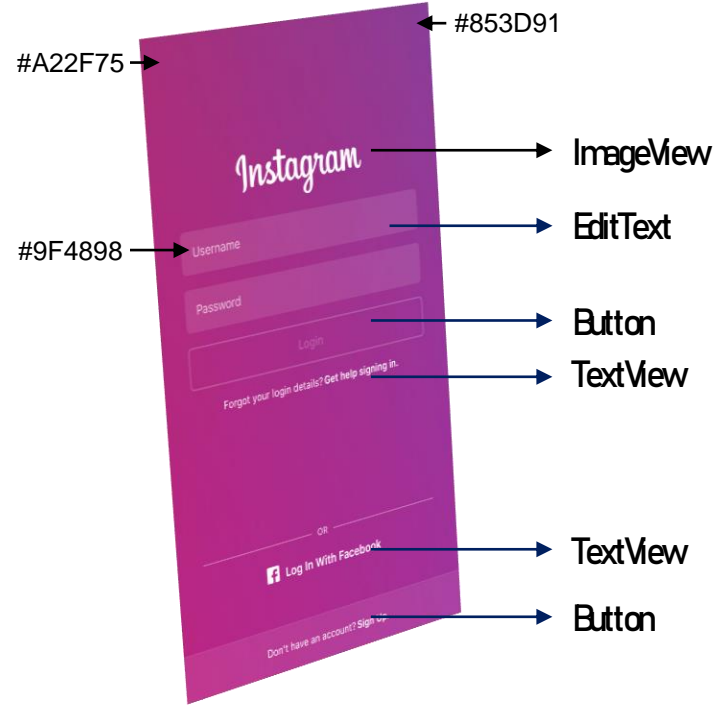 #853D91
#A22F75
Instagram
ImageView
Username
EditText
#9F4898
Password
Button
Login
TextView
Forgot your login details? Get help signing in.
OR
TextView
Log In With Facebook
Button
Don't have an account? Sign Up.